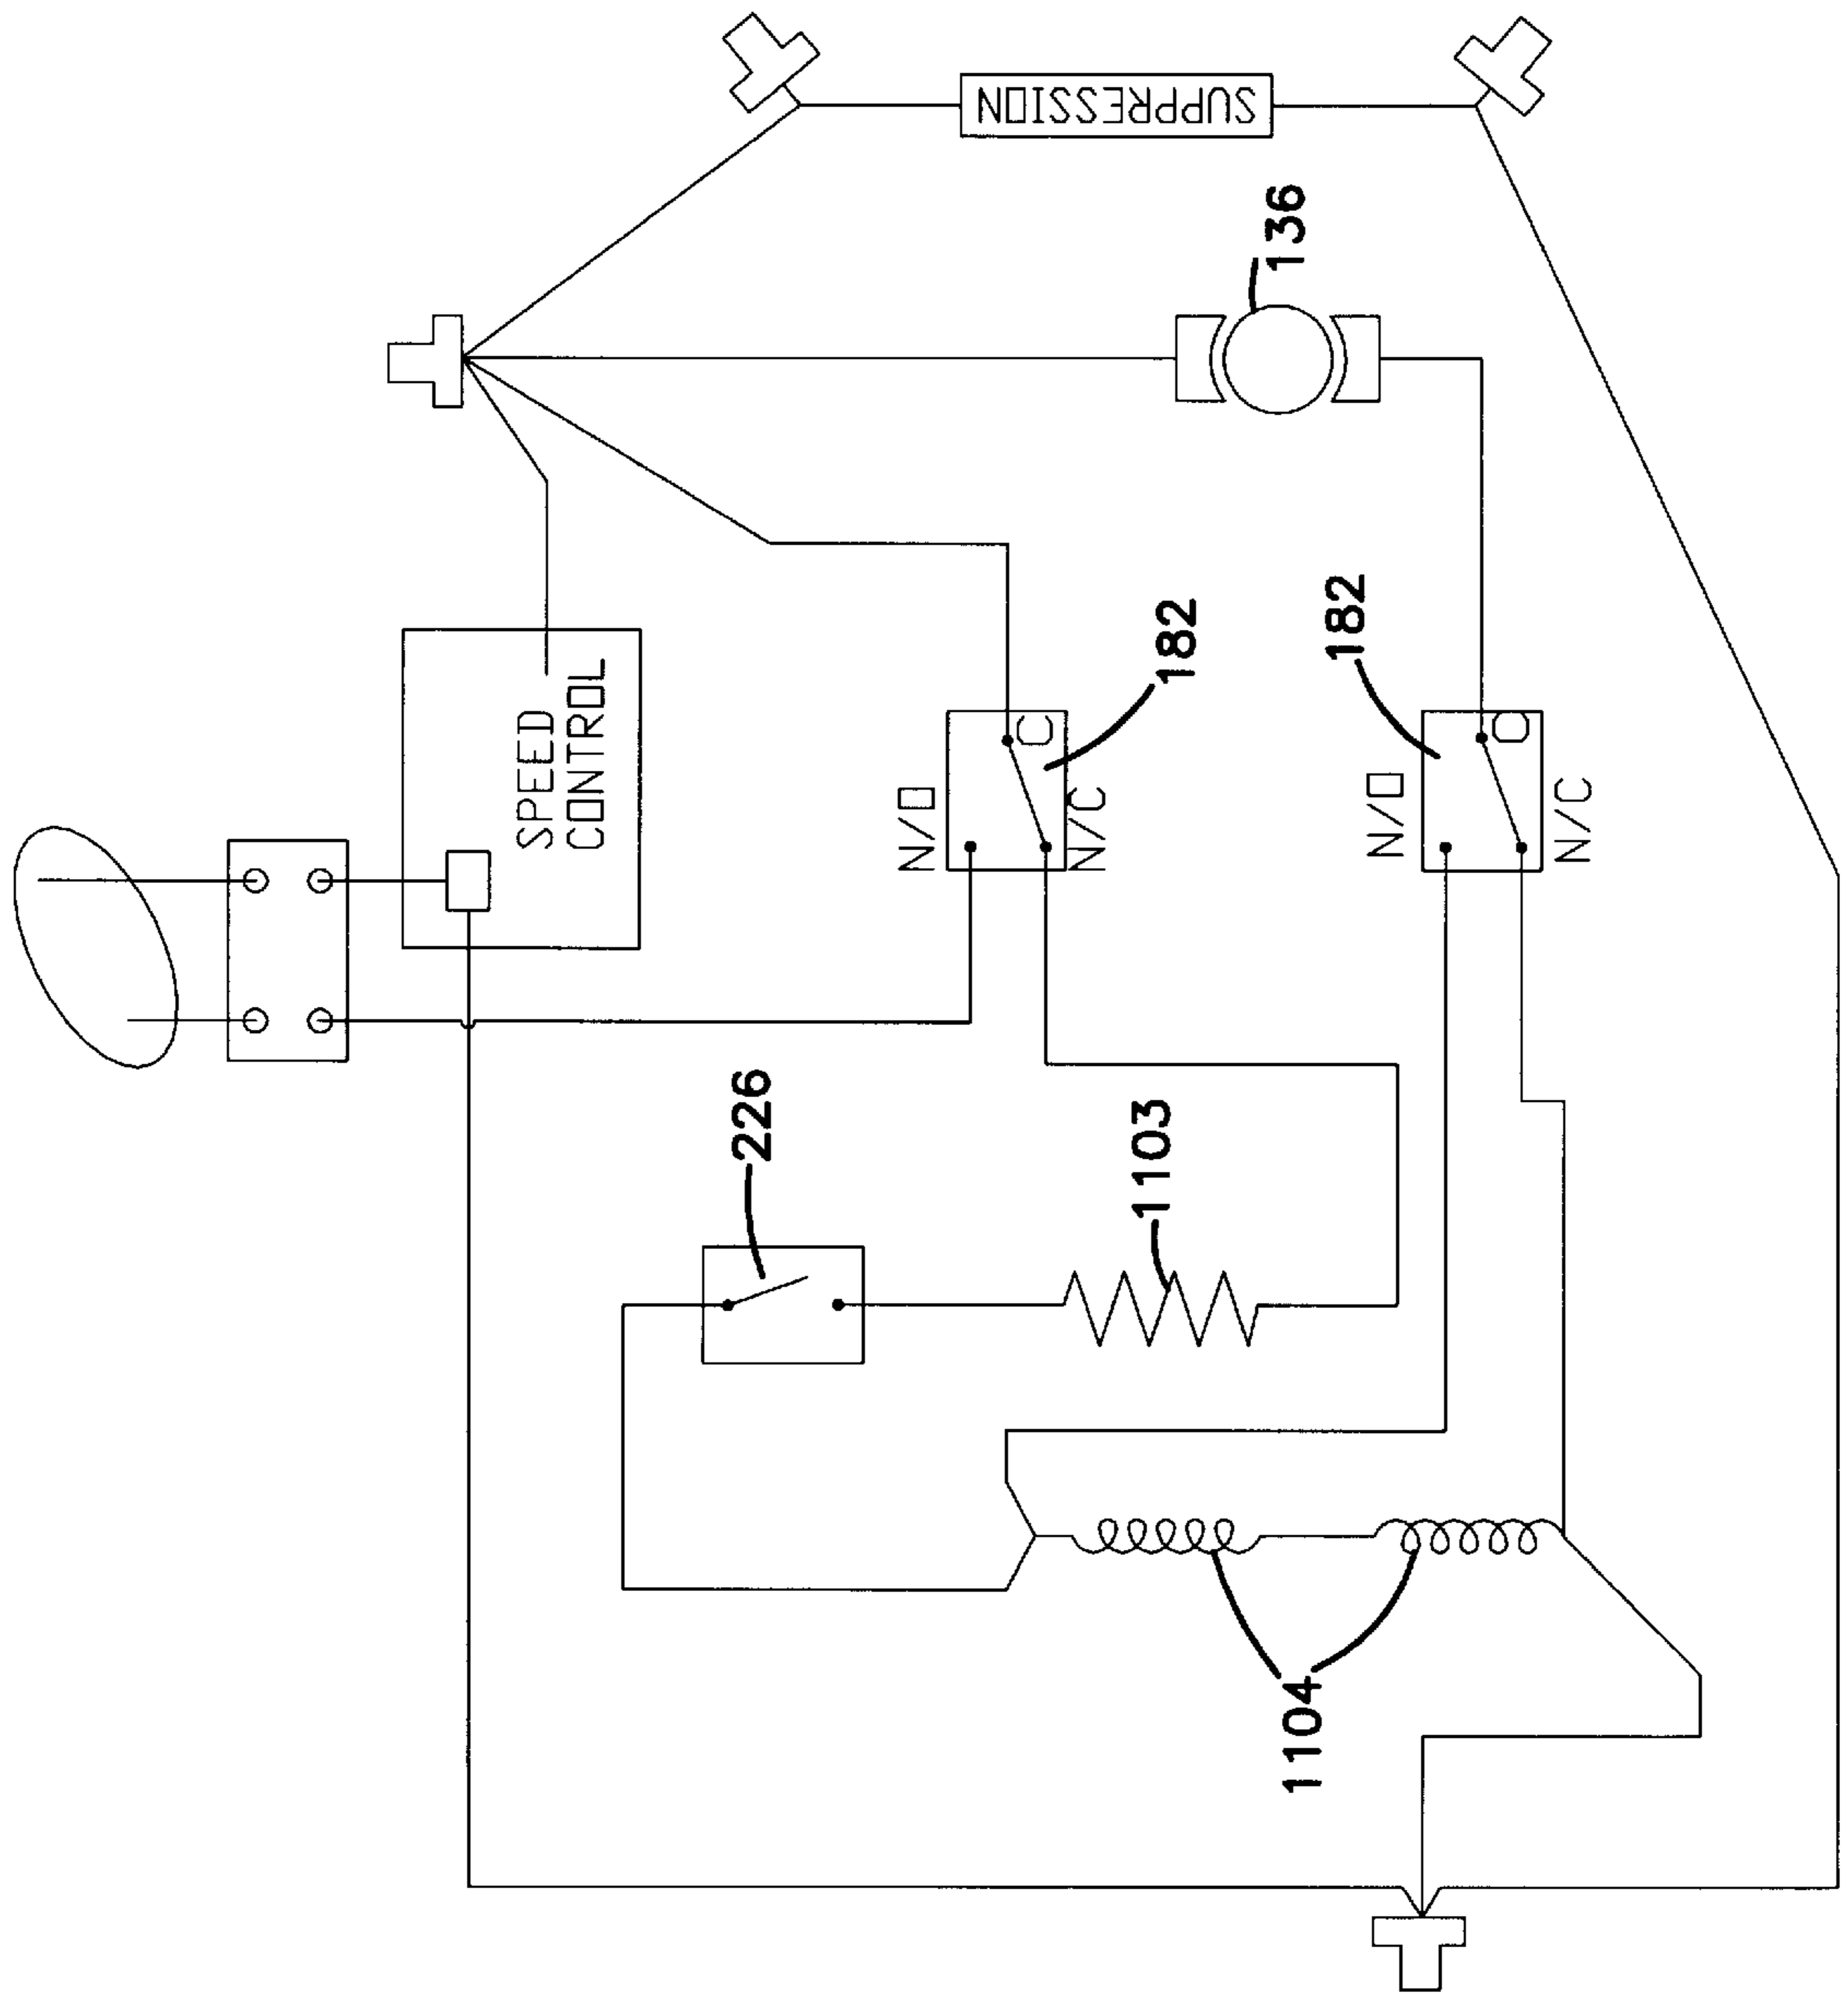 SUPPRESSION
136
SPEED
CONTROL
182
C
N/O
N/C
182
C
N/O
N/C
226
1103
1104